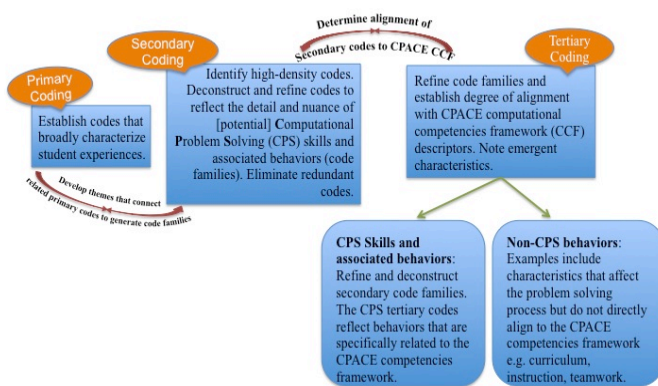 Primary
Coding
Establish codes that
broadly characterize
student experiences.
Develop themes that connect
related primary codes to generate code families
Secondary
Coding
Identify high-density codes.
Deconstruct and refine codes to
reflect the detail and nuance of
[potential] Computational
Problem Solving (CPS) skills and
associated behaviors (code
families). Eliminate redundant
codes.
Determine alignment of
Secondary codes to CPACE CCF
Tertiary
Coding
Refine code families and
establish degree of alignment
with CPACE computational
competencies framework (CCF)
descriptors. Note emergent
characteristics.
CPS Skills and
associated behaviors:
Refine and deconstruct
secondary code families.
The CPS tertiary codes
reflect behaviors that are
specifically related to the
CPACE competencies
framework.
Non-CPS behaviors:
Examples include
characteristics that affect
the problem solving
process but do not directly
align to the CPACE
competencies framework
e.g. curriculum,
instruction, teamwork.